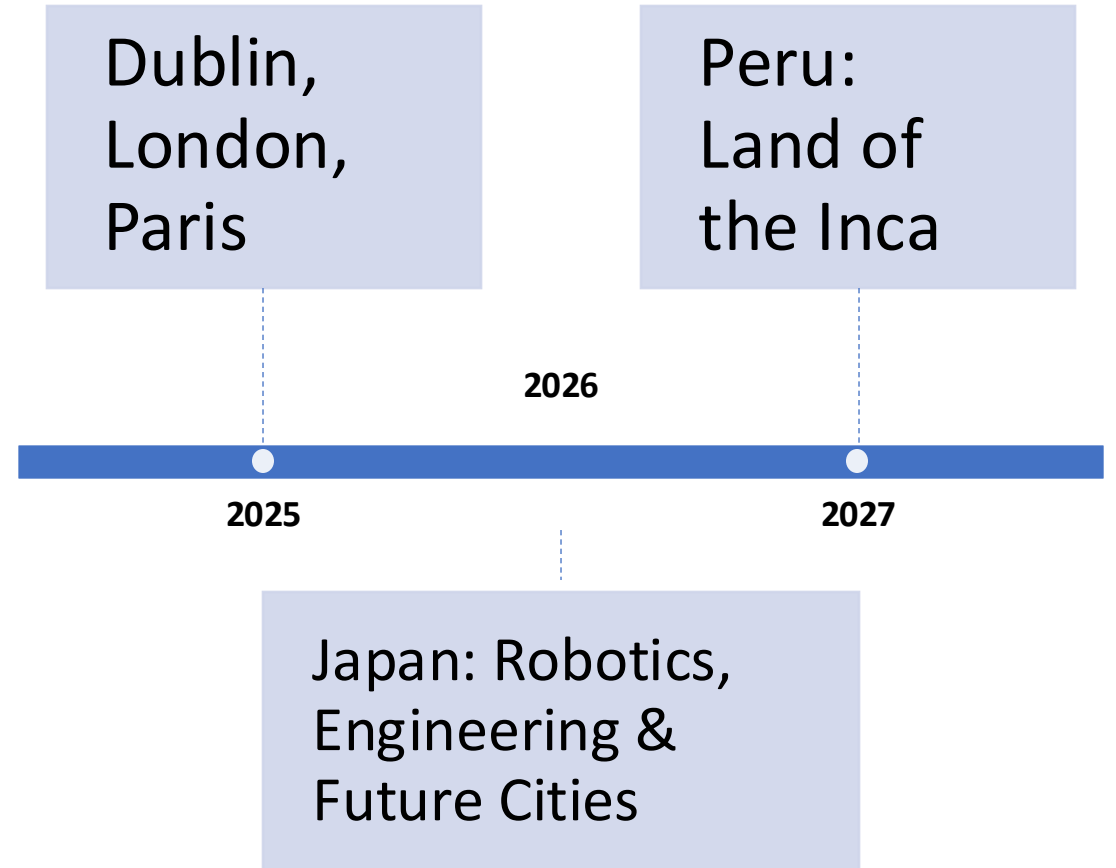 Dublin,
London,
Paris
Peru:
Land of
the Inca
2026
2025
2027
Japan: Robotics,
Engineering &
Future Cities